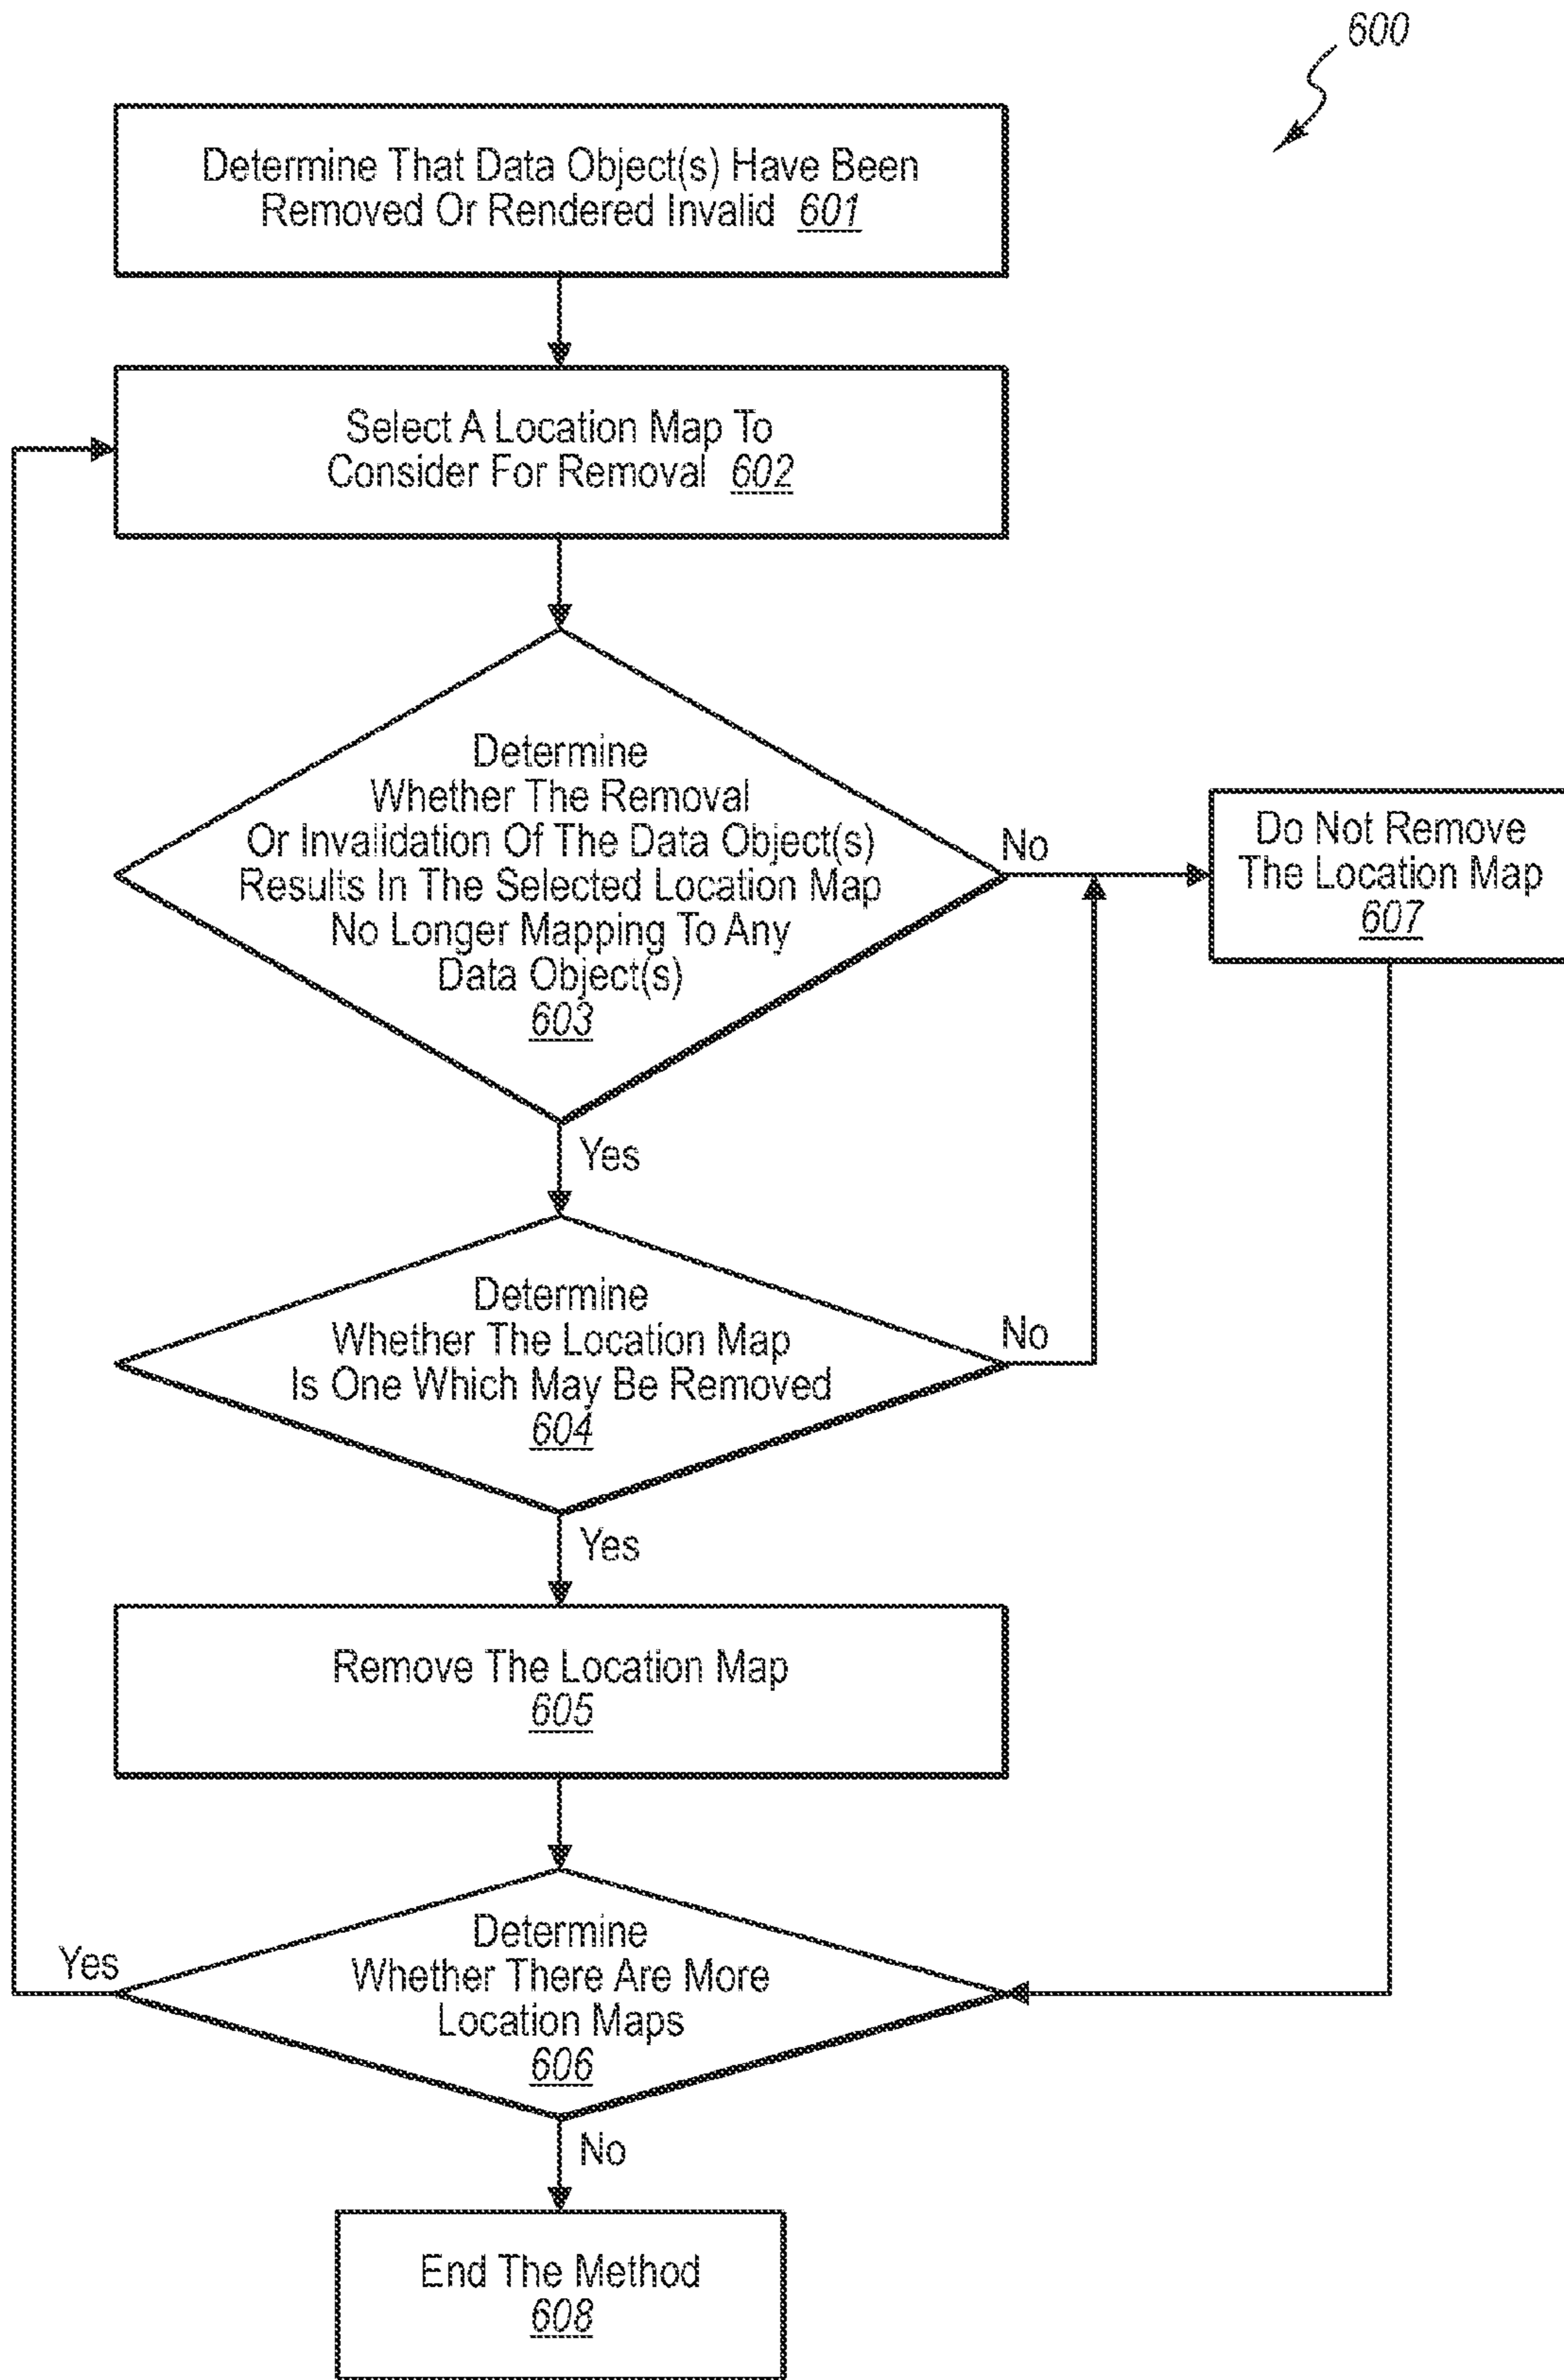 600
Determine That Data Object(s) Have Been
Removed Or Rendered Invalid 601
Select A Location Map To
Consider For Removal 602
Determine
Whether The Removal
Or Invalidation Of The Data Object(s)
Results In The Selected Location Map
No Longer Mapping To Any
Data Object(s)
603
No
Do Not Remove
The Location Map
607
Yes
Determine
Whether The Location Map
Is One Which May Be Removed
604
No
Yes
Remove The Location Map
605
Determine
Whether There Are More
Location Maps
606
Yes
No
End The Method
608